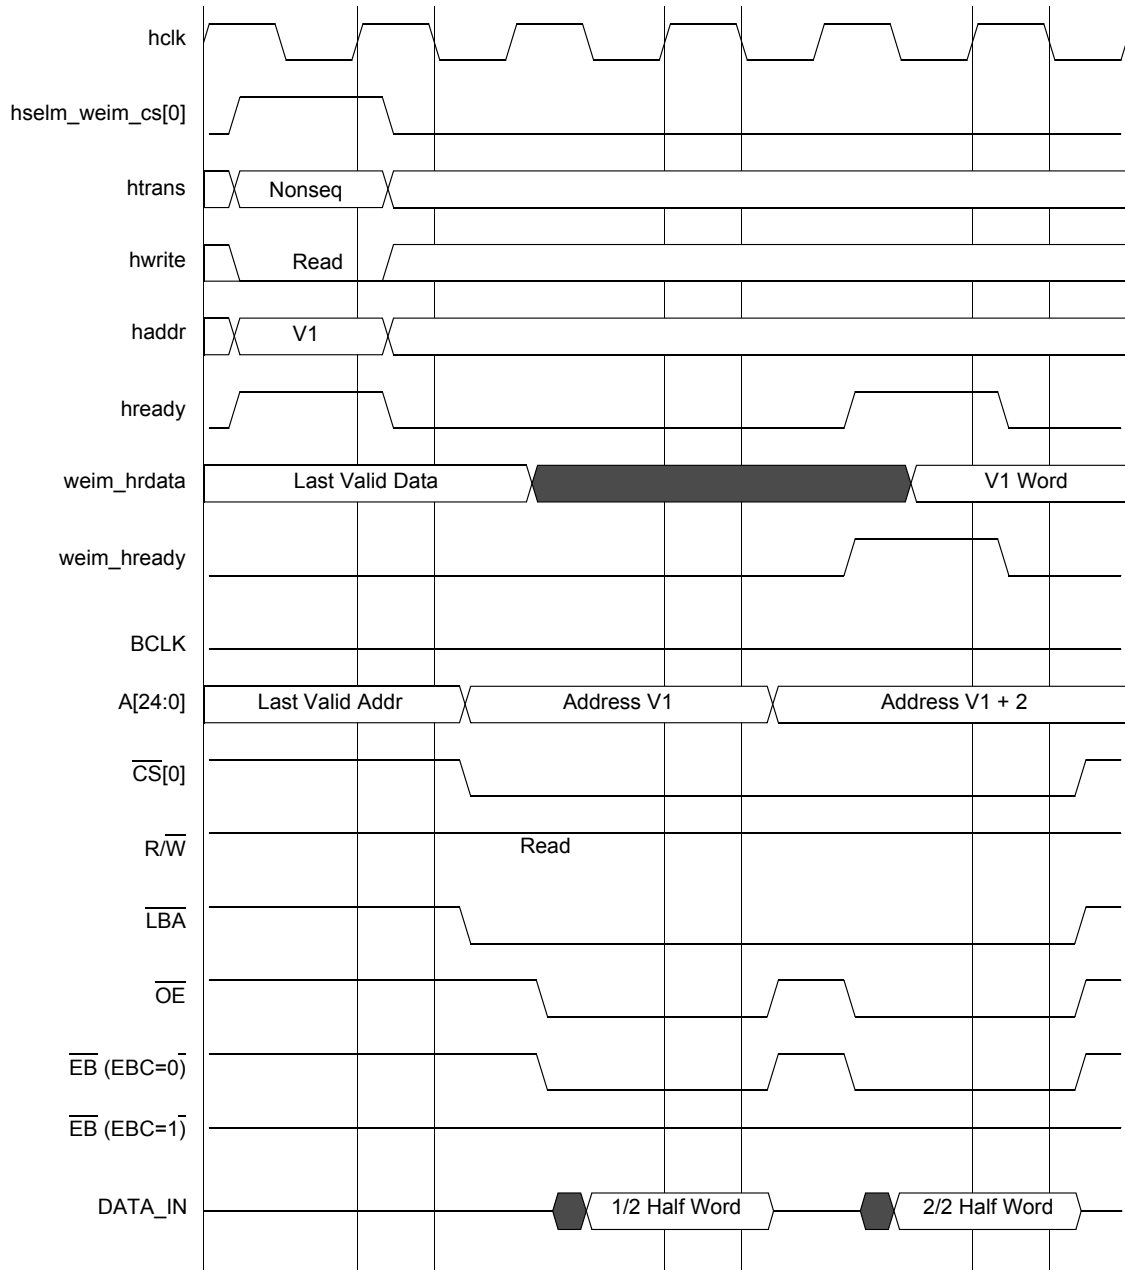 hclk
hselm_weim_cs[0]
htrans Nonseq
hwrite Read
haddr V1
hready
weim_hrdata Last Valid Data V1 Word
weim_hready
BCLK
A[24:0] Last Valid Addr Address V1 Address V1 + 2
CS[0]
R/W Read
LBA
OE
EB (EBC=0)
EB (EBC=1)
DATA_IN 1/2 Half Word 2/2 Half Word